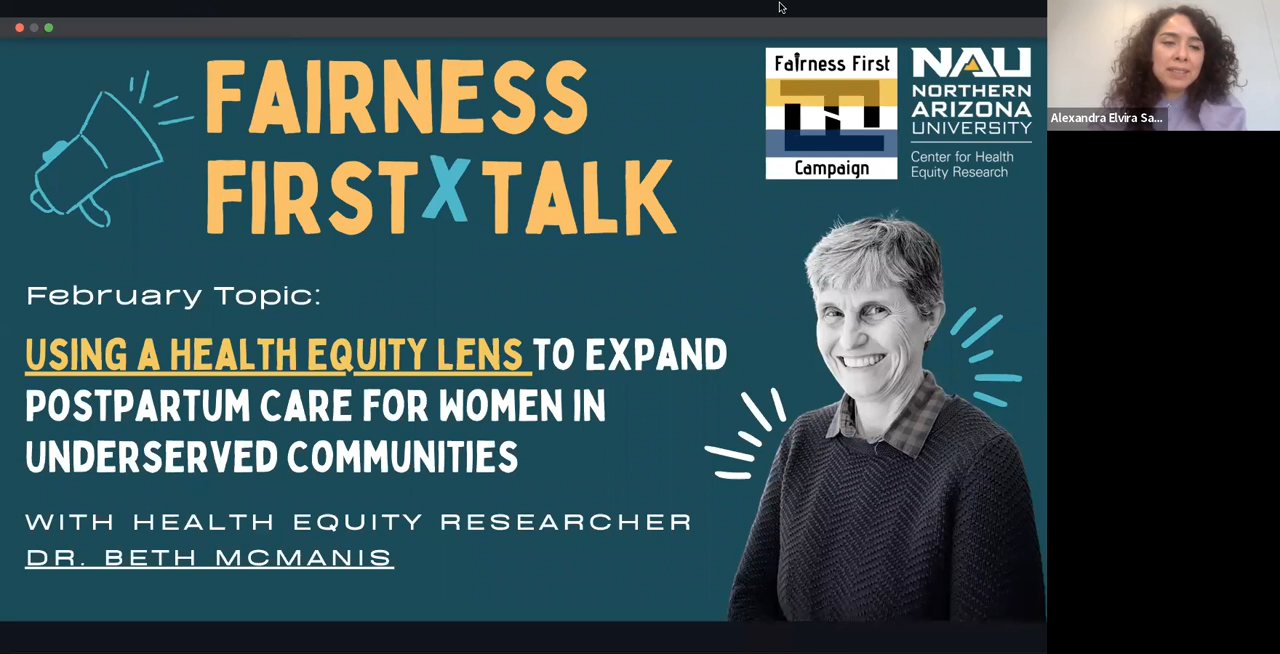 FAIRNESS
FIRST X TALK
Fairness First
Campaign
NAU
NORTHERN
ARIZONA
UNIVERSITY
Center for Health
Equity Research
Alexandra Elvira Sa...
February Topic:
USING A HEALTH EQUITY LENS TO EXPAND
POSTPARTUM CARE FOR WOMEN IN
UNDERSERVED COMMUNITIES
WITH HEALTH EQUITY RESEARCHER
DR. BETH MCMANIS